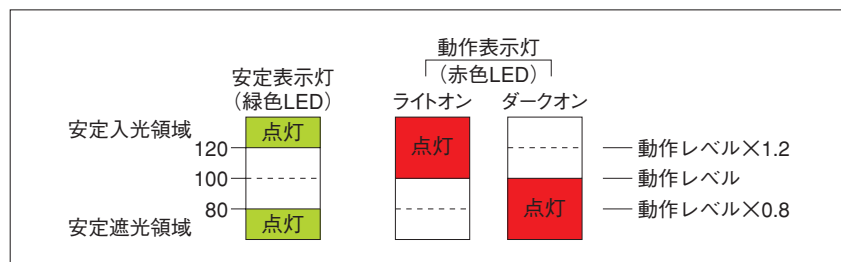 動作表示灯
安定表示灯
（赤色LED）
（緑色LED）
ライトオン ダークオン
安定入光領域 点灯
120 点灯 動作レベル×1.2
100 動作レベル
80 点灯 動作レベル×0.8
安定遮光領域 点灯